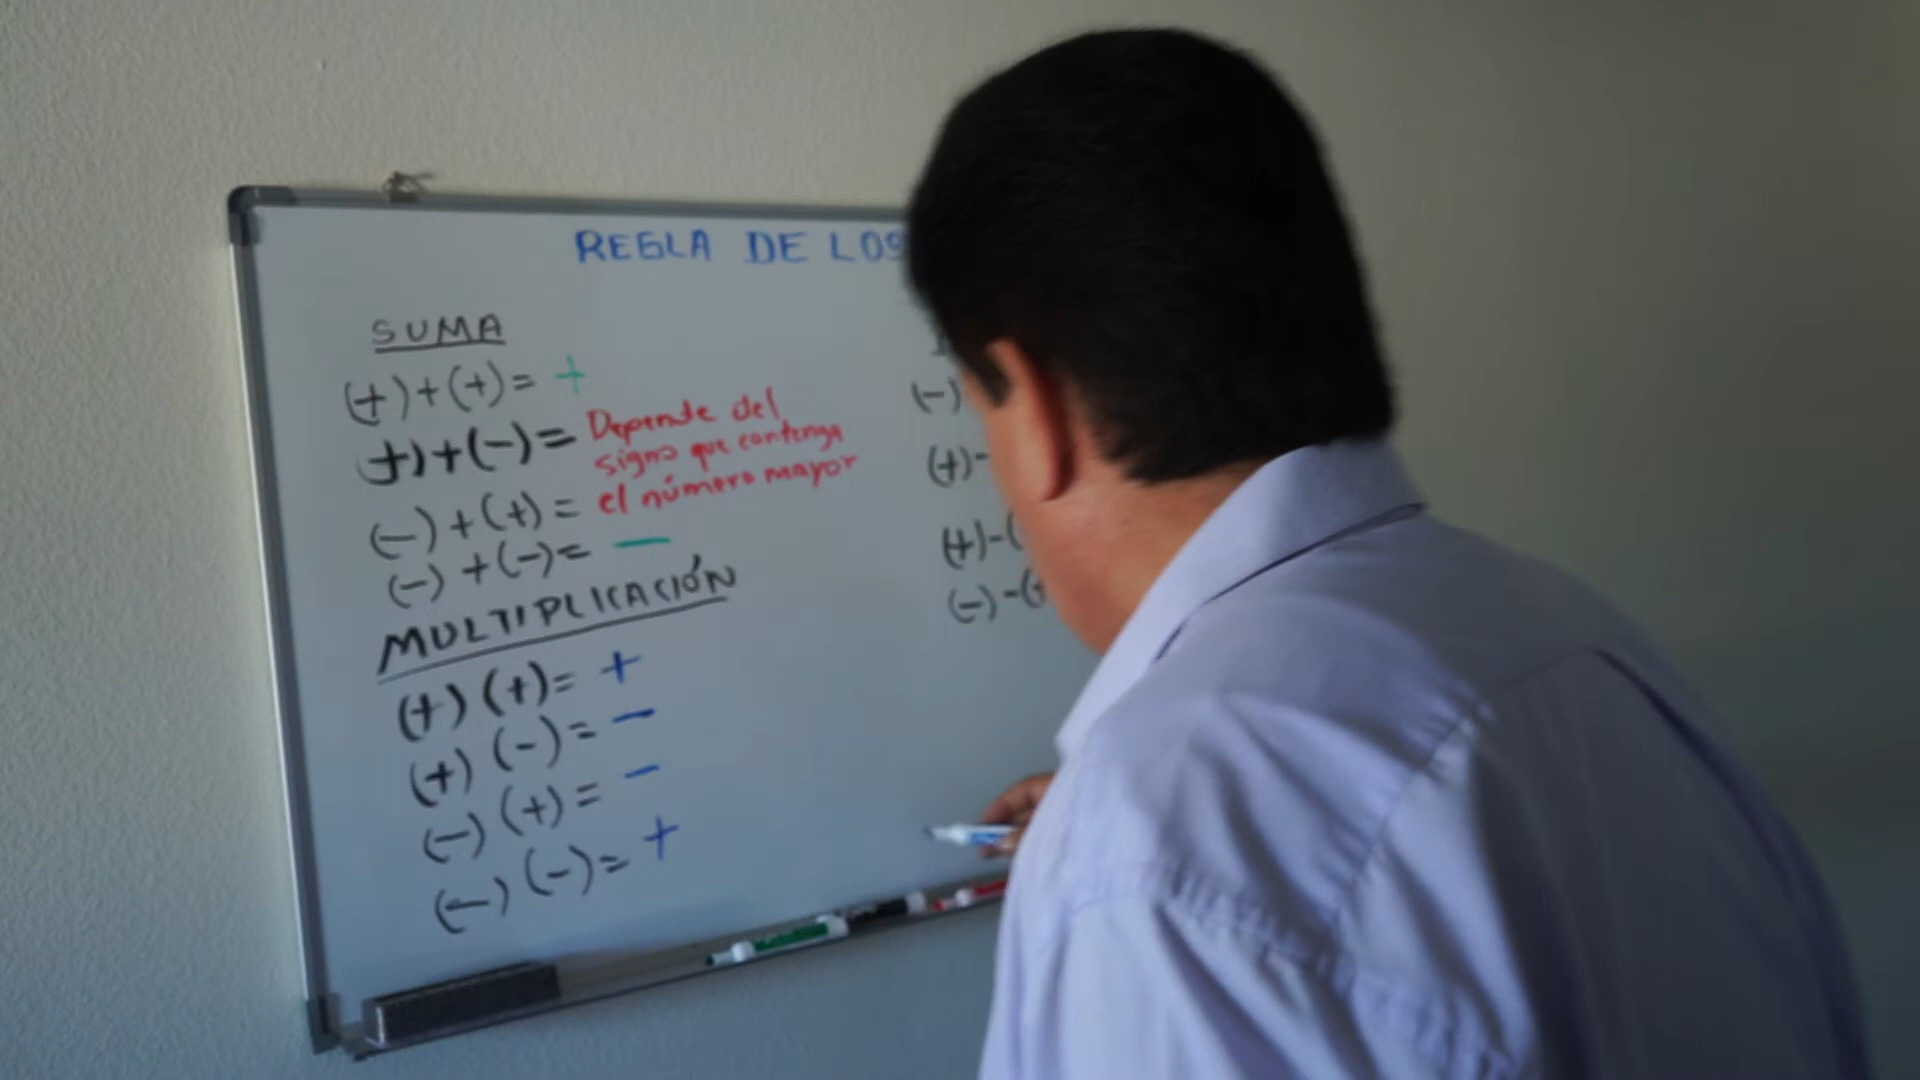 REGLA DE LOS
SUMA
(+)+(+)= +
(+)+(-)= Depende del
signo que contenga
(-)+(+)= el número mayor
(-)+(-)= -
MULTIPLICACIÓN
(+)(+)= +
(+)(-)= -
(-)(+)= -
(-)(-)= +
(-)
(+)-
(+)-(
(-)-(